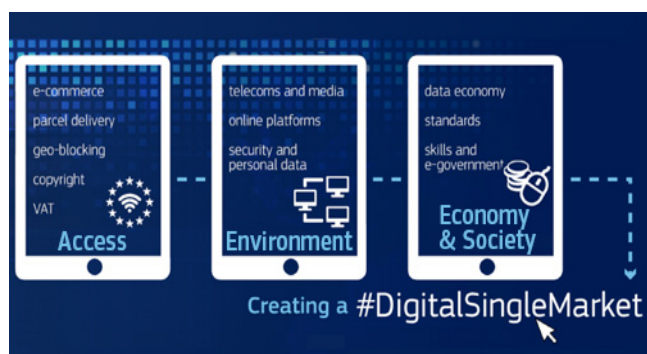 e-commerce
parcel delivery
geo-blocking
copyright
VAT
Access
telecoms and media
online platforms
security and
personal data
Environment
data economy
standards
skills and
e-government
Economy
& Society
Creating a #DigitalSingleMarket